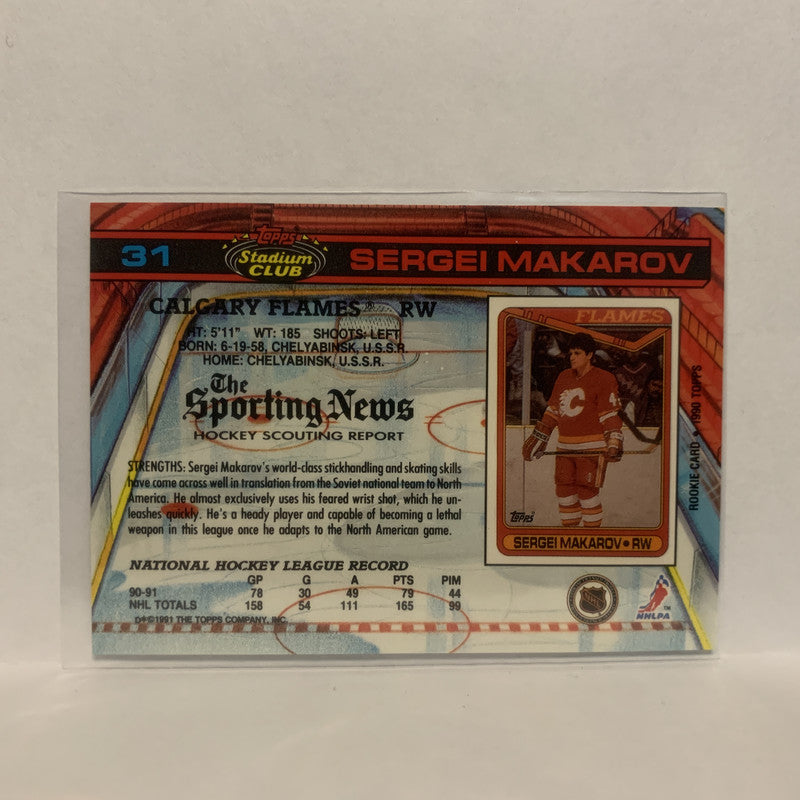 31
Topps
Stadium
CLUB
SERGEI MAKAROV
CALGARY FLAMES® RW
HT: 5'11" WT: 185 SHOOTS: LEFT
BORN: 6-19-58, CHELYABINSK, U.S.S.R.
HOME: CHELYABINSK, U.S.S.R.
The
Sporting News
HOCKEY SCOUTING REPORT
STRENGTHS: Sergei Makarov's world-class stickhandling and skating skills
have come across well in translation from the Soviet national team to North
America. He almost exclusively uses his feared wrist shot, which he un-
leashes quickly. He's a heady player and capable of becoming a lethal
weapon in this league once he adapts to the North American game.
NATIONAL HOCKEY LEAGUE RECORD
GP G A PTS PIM
90-91 78 30 49 79 44
NHL TOTALS 158 54 111 165 99
D*©1991 THE TOPPS COMPANY, INC.
FLAMES
C
Topps
SERGEI MAKAROV • RW
ROOKIE CARD • 1990 TOPPS
NHL
NHLPA™